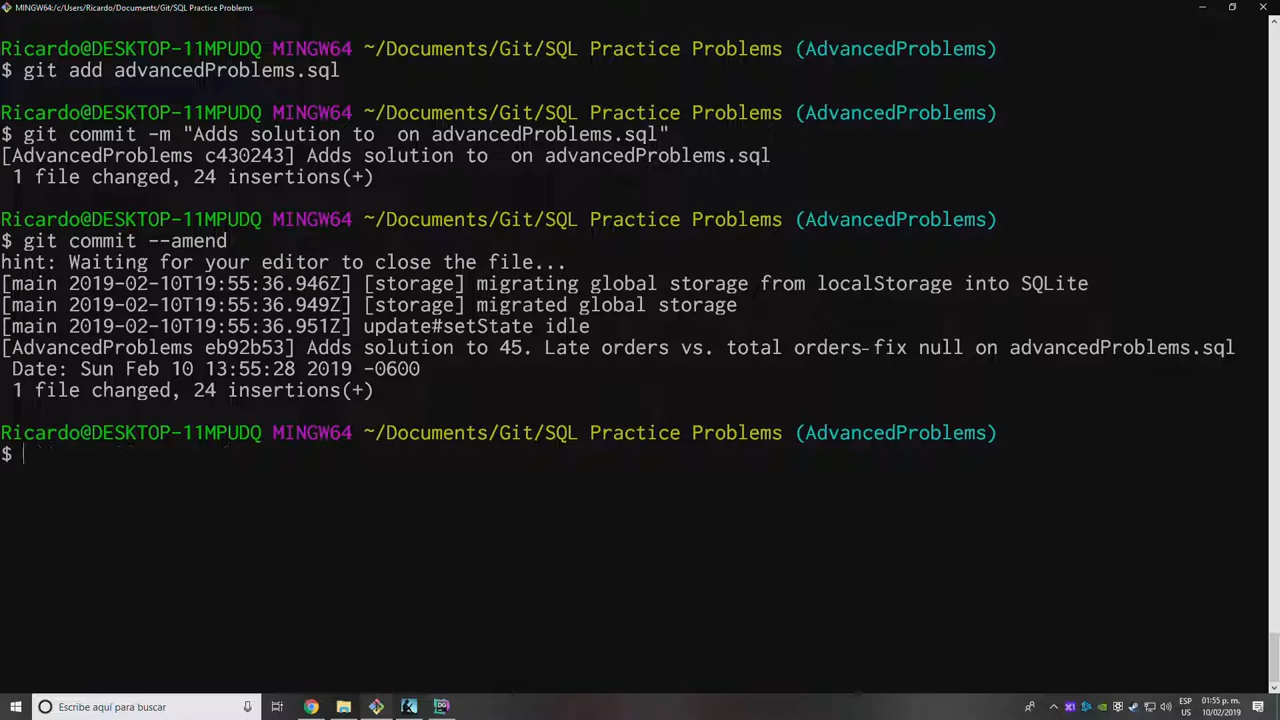 MINGW64:/c/Users/Ricardo/Documents/Git/SQL Practice Problems
Ricardo@DESKTOP-11MPUDQ MINGW64 ~/Documents/Git/SQL Practice Problems (AdvancedProblems)
$ git add advancedProblems.sql
Ricardo@DESKTOP-11MPUDQ MINGW64 ~/Documents/Git/SQL Practice Problems (AdvancedProblems)
$ git commit -m "Adds solution to  on advancedProblems.sql"
[AdvancedProblems c430243] Adds solution to  on advancedProblems.sql
 1 file changed, 24 insertions(+)
Ricardo@DESKTOP-11MPUDQ MINGW64 ~/Documents/Git/SQL Practice Problems (AdvancedProblems)
$ git commit --amend
hint: Waiting for your editor to close the file...
[main 2019-02-10T19:55:36.946Z] [storage] migrating global storage from localStorage into SQLite
[main 2019-02-10T19:55:36.949Z] [storage] migrated global storage
[main 2019-02-10T19:55:36.951Z] update#setState idle
[AdvancedProblems eb92b53] Adds solution to 45. Late orders vs. total orders-fix null on advancedProblems.sql
 Date: Sun Feb 10 13:55:28 2019 -0600
 1 file changed, 24 insertions(+)
Ricardo@DESKTOP-11MPUDQ MINGW64 ~/Documents/Git/SQL Practice Problems (AdvancedProblems)
$
Escribe aquí para buscar
DG
ESP
US
01:55 p. m.
10/02/2019